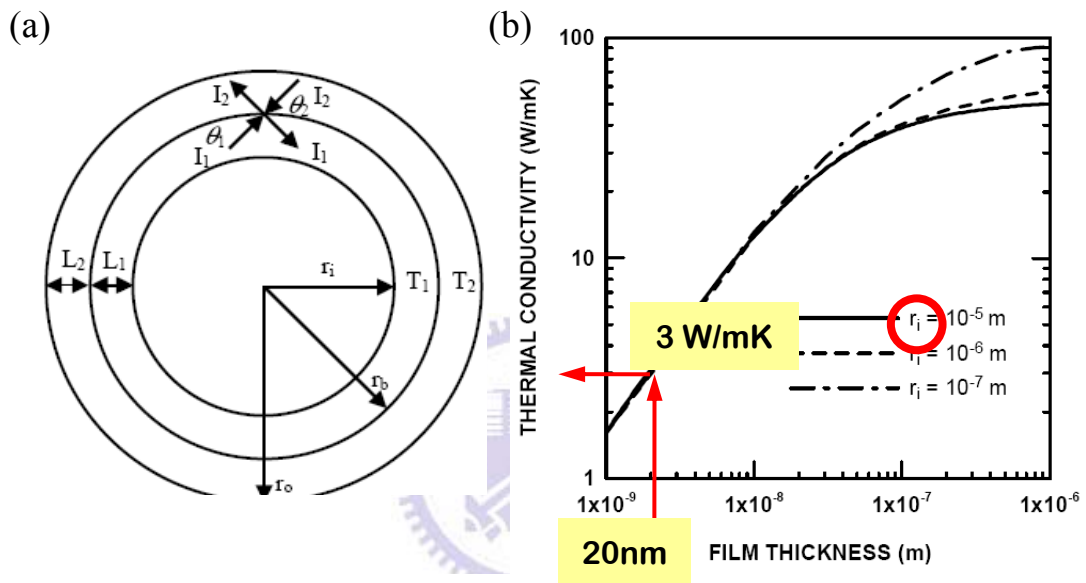 (a)
I₂ I₂
θ₂
θ₁
I₁ I₁
L₂ L₁ rᵢ T₁ T₂
r_b
rₒ
(b)
THERMAL CONDUCTIVITY (W/mK)
100
10
1
3 W/mK
rᵢ = 10⁻⁵ m
rᵢ = 10⁻⁶ m
rᵢ = 10⁻⁷ m
1x10⁻⁹ 1x10⁻⁸ 1x10⁻⁷ 1x10⁻⁶
20nm
FILM THICKNESS (m)